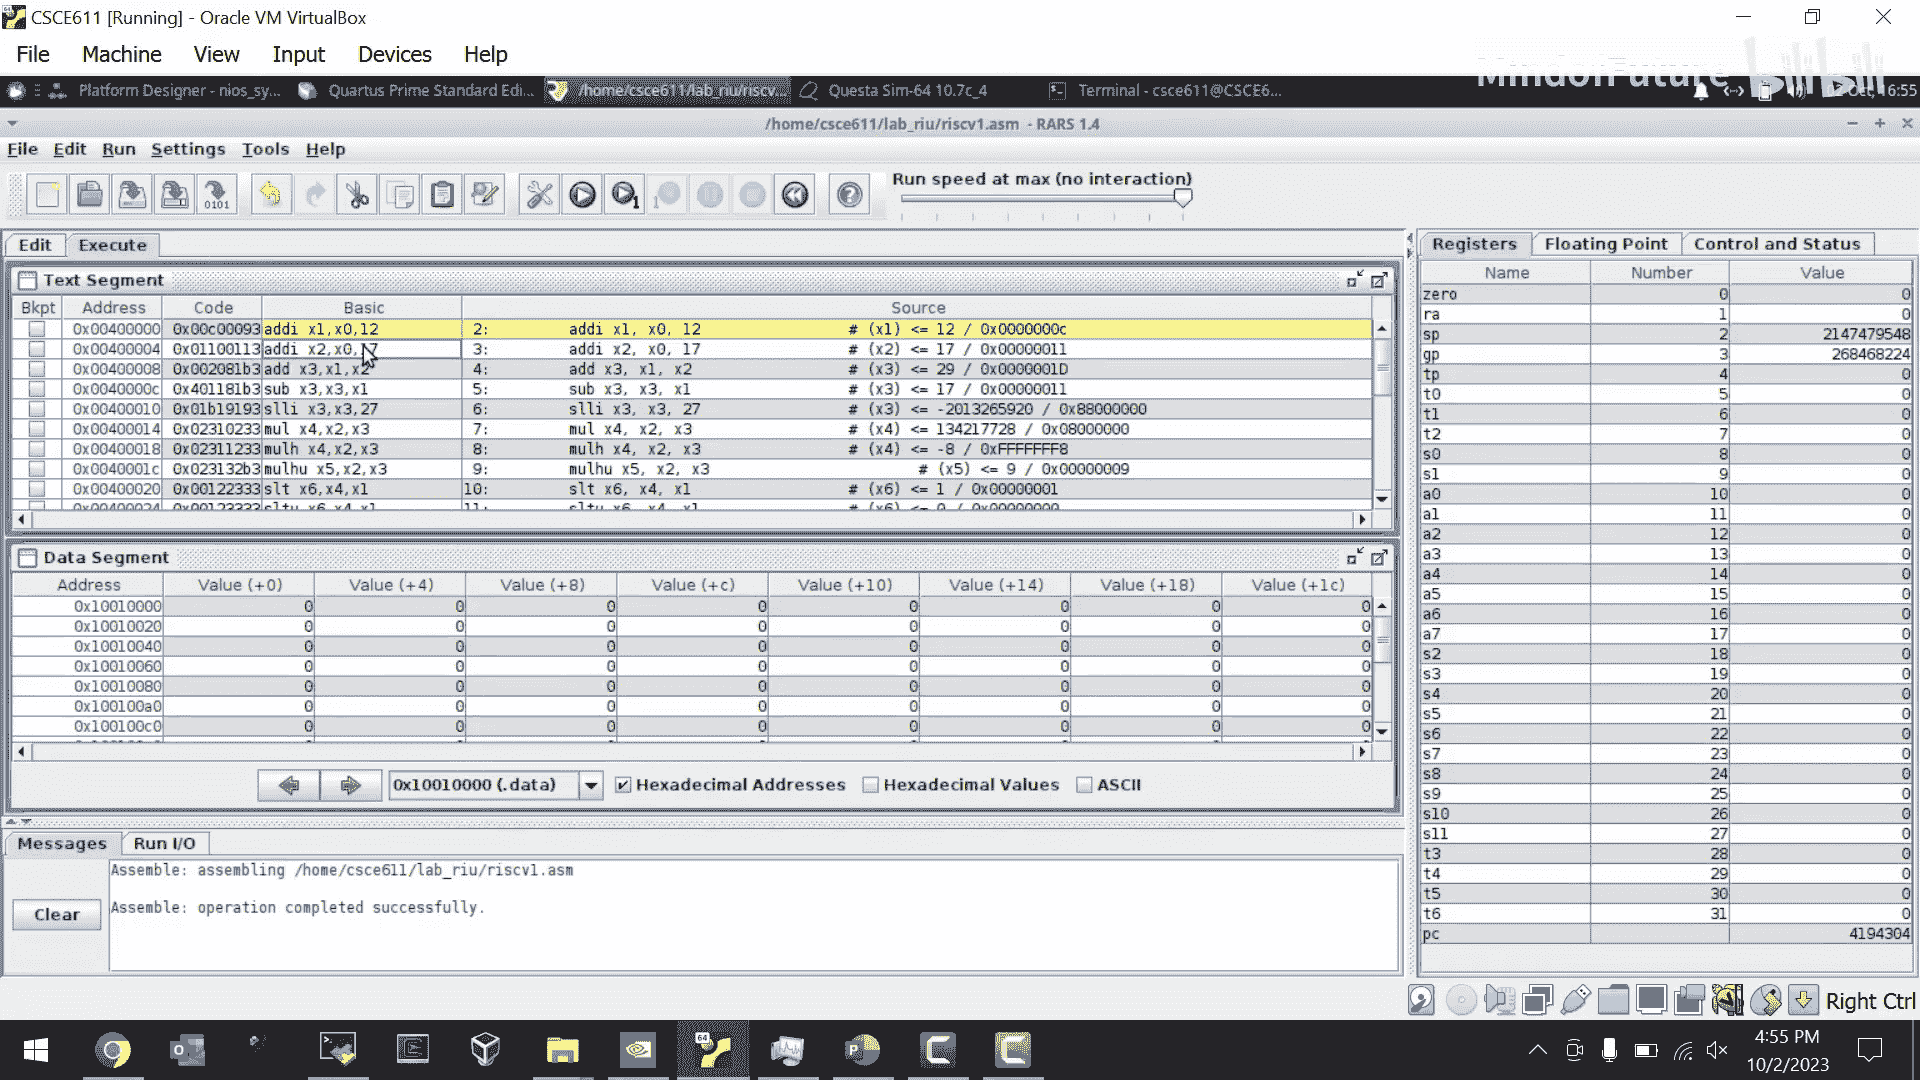 CSCE611 [Running] - Oracle VM VirtualBox
File Machine View Input Devices Help
MindofFuture bilibili
Platform Designer - nios_sy... Quartus Prime Standard Edi... /home/csce611/lab_riu/riscv... Questa Sim-64 10.7c_4 Terminal - csce611@CSCE6... 02 Oct, 16:55
/home/csce611/lab_riu/riscv1.asm - RARS 1.4
File Edit Run Settings Tools Help
Run speed at max (no interaction)
Edit Execute
Text Segment
Bkpt Address Code Basic Source
0x00400000 0x00c00093 addi x1,x0,12 2: addi x1, x0, 12 # (x1) <= 12 / 0x0000000c
0x00400004 0x01100113 addi x2,x0,17 3: addi x2, x0, 17 # (x2) <= 17 / 0x00000011
0x00400008 0x002081b3 add x3,x1,x2 4: add x3, x1, x2 # (x3) <= 29 / 0x0000001D
0x0040000c 0x401181b3 sub x3,x3,x1 5: sub x3, x3, x1 # (x3) <= 17 / 0x00000011
0x00400010 0x01b19193 slli x3,x3,27 6: slli x3, x3, 27 # (x3) <= -2013265920 / 0x88000000
0x00400014 0x02310233 mul x4,x2,x3 7: mul x4, x2, x3 # (x4) <= 134217728 / 0x08000000
0x00400018 0x02311233 mulh x4,x2,x3 8: mulh x4, x2, x3 # (x4) <= -8 / 0xFFFFFFF8
0x0040001c 0x023132b3 mulhu x5,x2,x3 9: mulhu x5, x2, x3 # (x5) <= 9 / 0x00000009
0x00400020 0x00122333 slt x6,x4,x1 10: slt x6, x4, x1 # (x6) <= 1 / 0x00000001
0x00400024 0x00123333 sltu x6,x4,x1 11: sltu x6, x4, x1 # (x6) <= 0 / 0x00000000
Data Segment
Address Value (+0) Value (+4) Value (+8) Value (+c) Value (+10) Value (+14) Value (+18) Value (+1c)
0x10010000 0 0 0 0 0 0 0 0
0x10010020 0 0 0 0 0 0 0 0
0x10010040 0 0 0 0 0 0 0 0
0x10010060 0 0 0 0 0 0 0 0
0x10010080 0 0 0 0 0 0 0 0
0x100100a0 0 0 0 0 0 0 0 0
0x100100c0 0 0 0 0 0 0 0 0
0x10010000 (.data) Hexadecimal Addresses Hexadecimal Values ASCII
Messages Run I/O
Assemble: assembling /home/csce611/lab_riu/riscv1.asm
Assemble: operation completed successfully.
Clear
Registers Floating Point Control and Status
Name Number Value
zero 0 0
ra 1 0
sp 2 2147479548
gp 3 268468224
tp 4 0
t0 5 0
t1 6 0
t2 7 0
s0 8 0
s1 9 0
a0 10 0
a1 11 0
a2 12 0
a3 13 0
a4 14 0
a5 15 0
a6 16 0
a7 17 0
s2 18 0
s3 19 0
s4 20 0
s5 21 0
s6 22 0
s7 23 0
s8 24 0
s9 25 0
s10 26 0
s11 27 0
t3 28 0
t4 29 0
t5 30 0
t6 31 0
pc 4194304
Right Ctrl
4:55 PM
10/2/2023